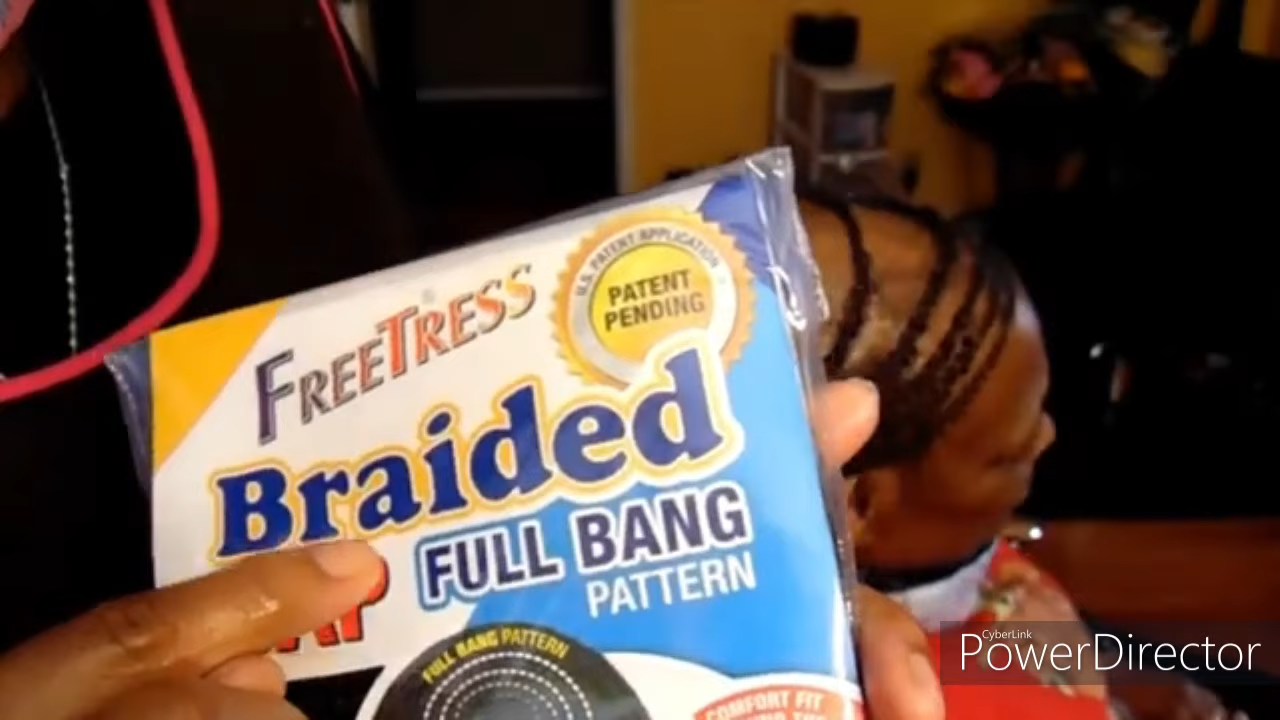 U.S. PATENT APPLICATION
PATENT
PENDING
FREETRESS
Braided
FULL BANG
PATTERN
FULL BANG PATTERN
COMFORT FIT
CyberLink
PowerDirector